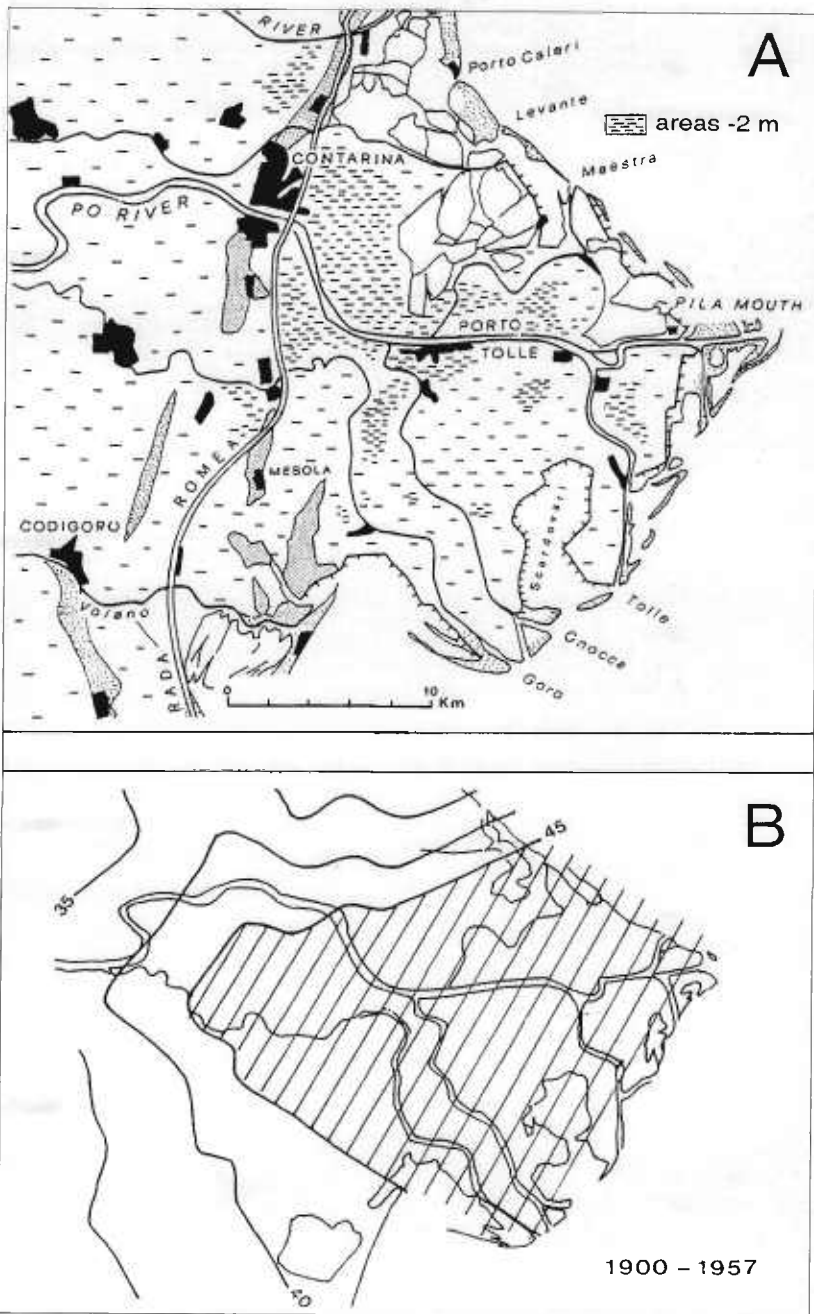 RIVER
A
Porto Caleri
Levante
areas -2 m
Maestra
CONTARINA
PO RIVER
PILA MOUTH
PORTO
TOLLE
ROMEA
MESOLA
CODIGORO
Scardovari
Volano
Tolle
Gnocca
Goro
RADA
0 10
Km
B
45
35
40
1900 – 1957